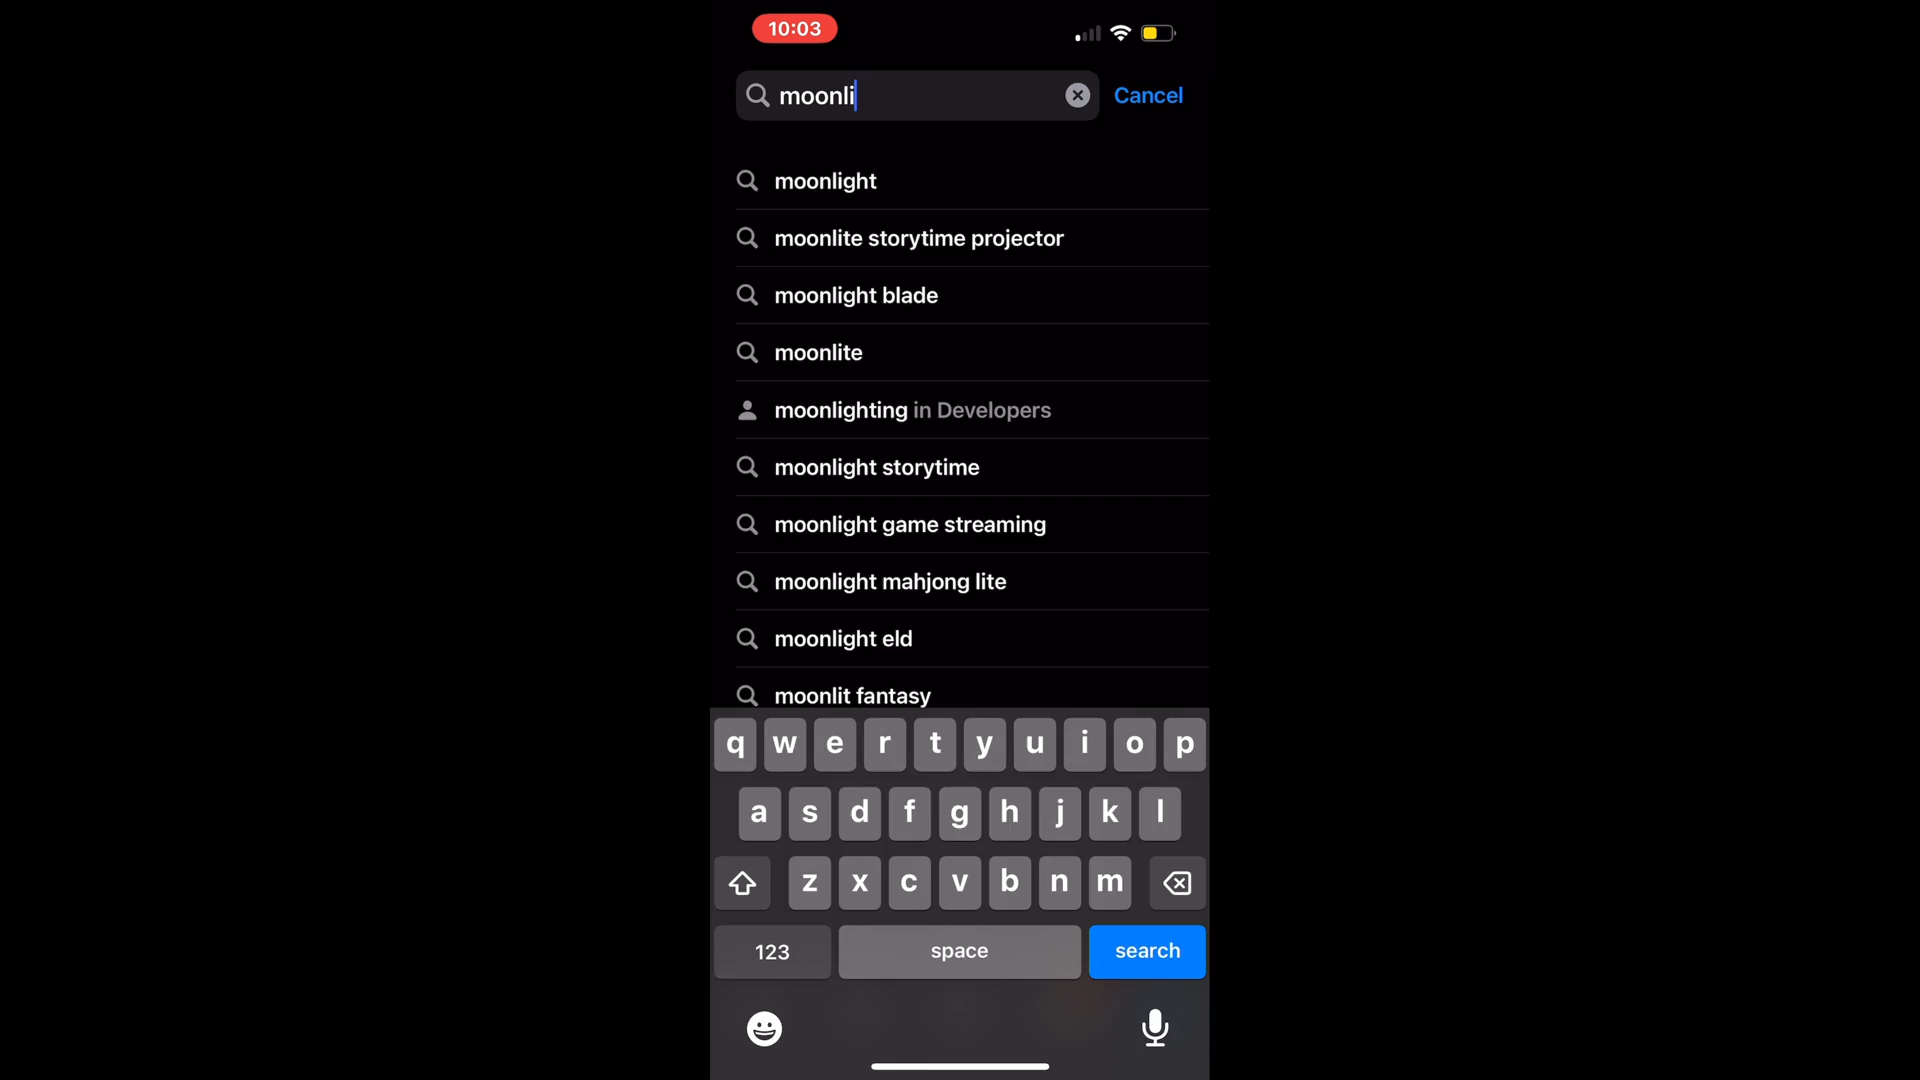 10:03
moonli
Cancel
moonlight
moonlite storytime projector
moonlight blade
moonlite
moonlighting in Developers
moonlight storytime
moonlight game streaming
moonlight mahjong lite
moonlight eld
moonlit fantasy
q w e r t y u i o p
a s d f g h j k l
z x c v b n m
123 space search